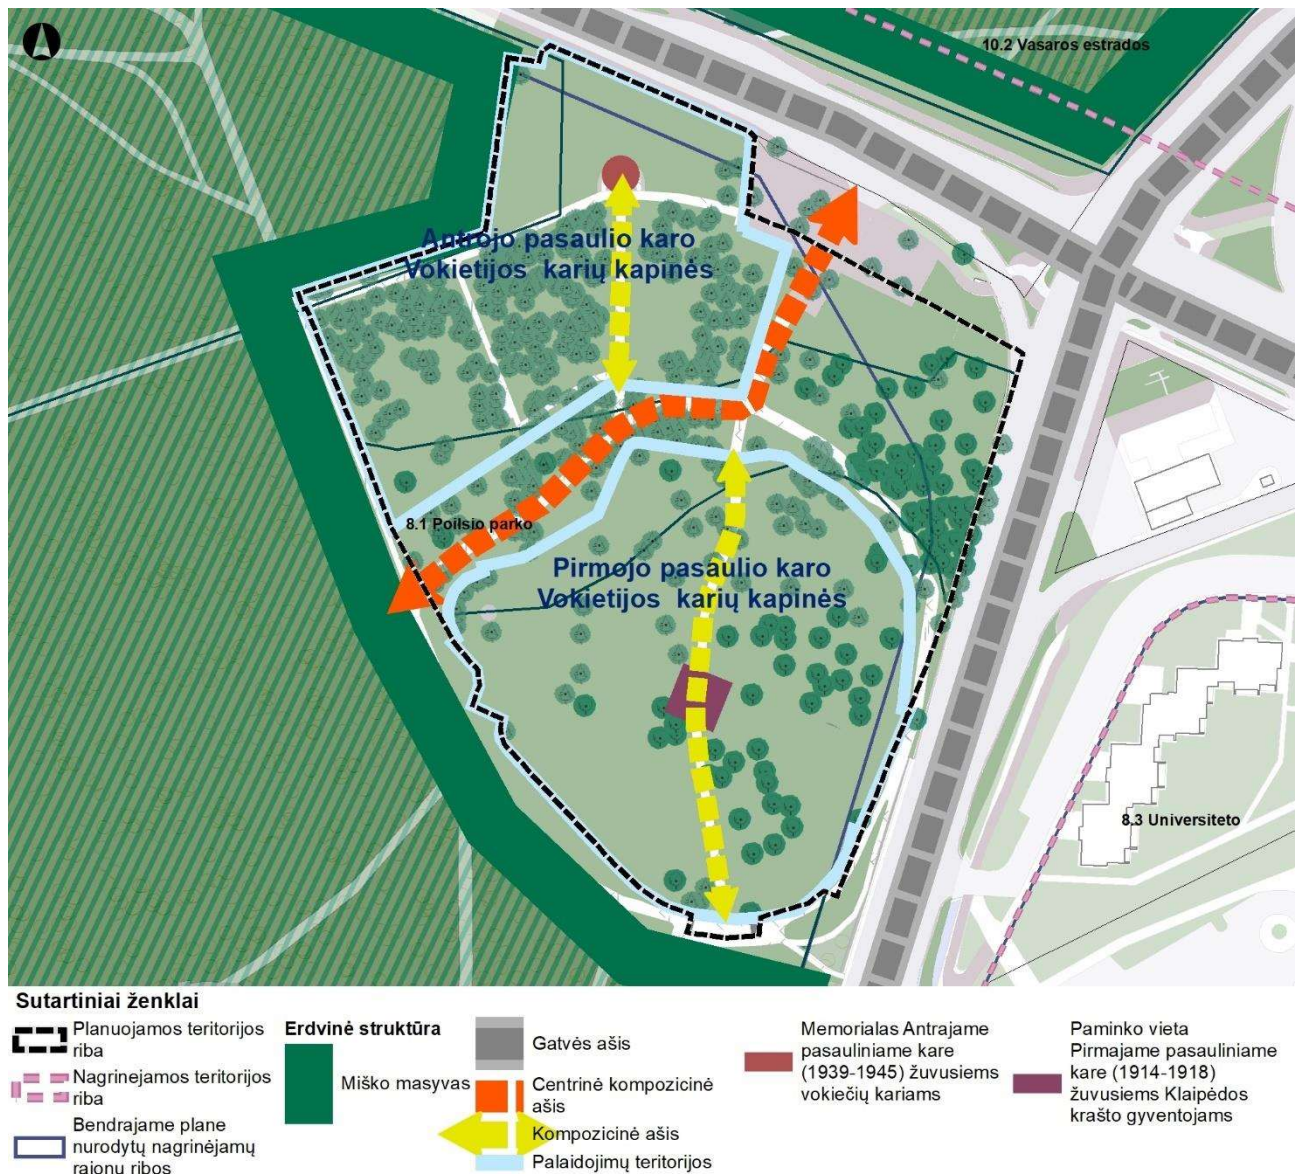 10.2 Vasaros estrados
Antrojo pasaulio karo
Vokietijos karių kapinės
8.1 Poilsio parko
Pirmojo pasaulio karo
Vokietijos karių kapinės
8.3 Universiteto
Sutartiniai ženklai
Planuojamos teritorijos
riba
Nagrinejamos teritorijos
riba
Bendrajame plane
nurodytų nagrinėjamų
rajonų ribos
Erdvinė struktūra
Miško masyvas
Gatvės ašis
Centrinė kompozicinė
ašis
Kompozicinė ašis
Palaidojimų teritorijos
Memorialas Antrajame
pasauliniame kare
(1939-1945) žuvusiems
vokiečių kariams
Paminko vieta
Pirmajame pasauliniame
kare (1914-1918)
žuvusiems Klaipėdos
krašto gyventojams